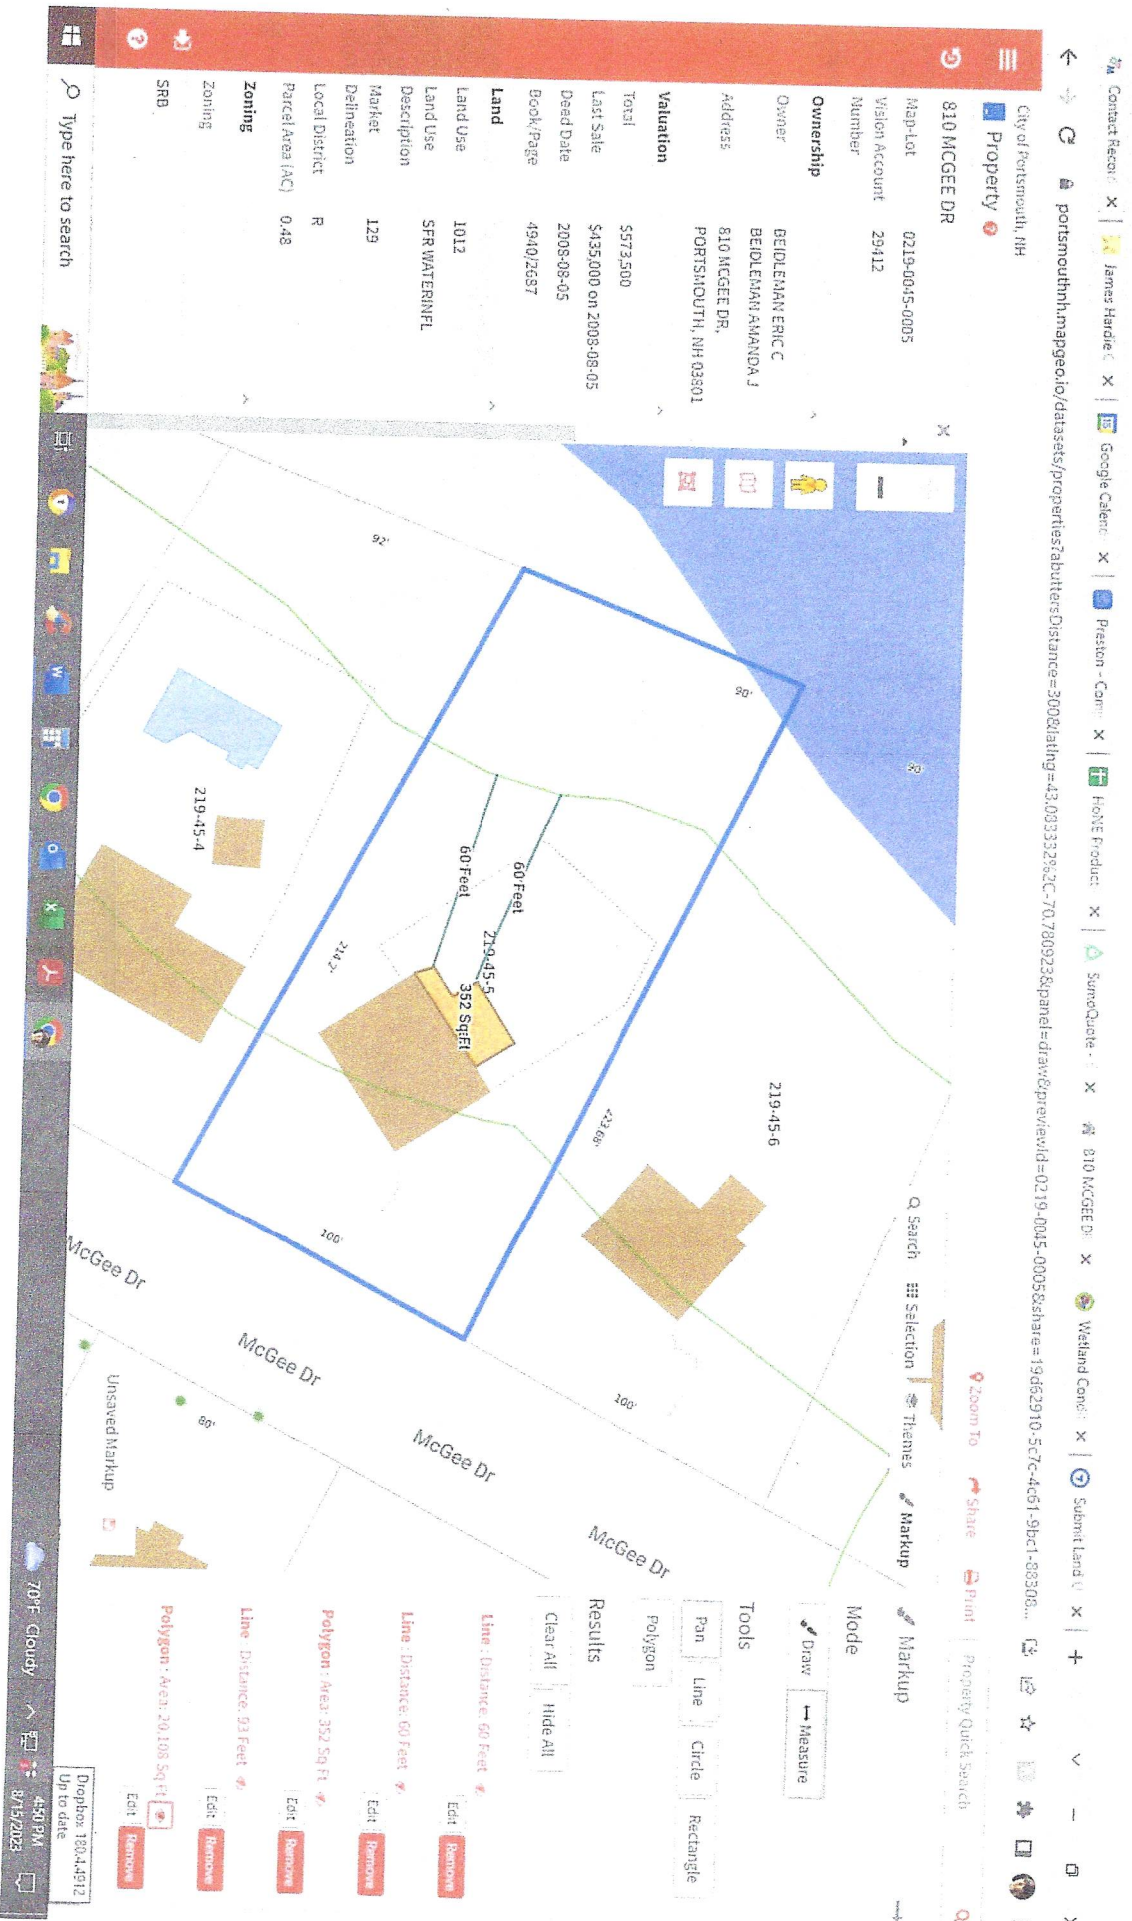 Contact Recor
James Hardie C
Google Calend
Preston - Com
HoNE Product
SumoQuote -
810 MCGEE D
Wetland Cond
Submit Land U
portsmouthnh.mapgeo.io/datasets/properties?abuttersDistance=300&latlng=43.083332%2C-70.780923&panel=draw&previewId=0219-0045-0005&share=19d62910-5c7c-4c61-9bc1-88308...
City of Portsmouth, NH
Property Quick Search
Property
Zoom To
Share
Print
810 MCGEE DR
Map-Lot 0219-0045-0005
Vision Account Number 29412
Ownership
Owner BEIDLEMAN ERIC C
BEIDLEMAN AMANDA J
Address 810 MCGEE DR,
PORTSMOUTH, NH 03801
Valuation
Total $573,500
Last Sale $435,000 on 2008-08-05
Deed Date 2008-08-05
Book/Page 4940/2687
Land
Land Use 1012
Land Use Description SFR WATERINFL
Market Delineation 129
Local District R
Parcel Area (AC) 0.48
Zoning
Zoning
SRB
Search
Selection
Themes
Markup
92'
90'
90'
60 Feet
60 Feet
219-45-5
352 Sq Ft
219-45-4
219-45-6
100'
100'
80'
McGee Dr
McGee Dr
McGee Dr
McGee Dr
Unsaved Markup
Markup
Mode
Draw
Measure
Tools
Pan Line Circle Rectangle
Polygon
Results
Clear All Hide All
Line : Distance: 60 Feet
Edit Remove
Line : Distance: 60 Feet
Edit Remove
Polygon : Area: 352 Sq Ft
Edit Remove
Line : Distance: 93 Feet
Edit Remove
Polygon : Area: 20,108 Sq Ft
Edit Remove
Dropbox 180.4.4912
Up to date
Type here to search
70°F Cloudy
4:50 PM
8/15/2023